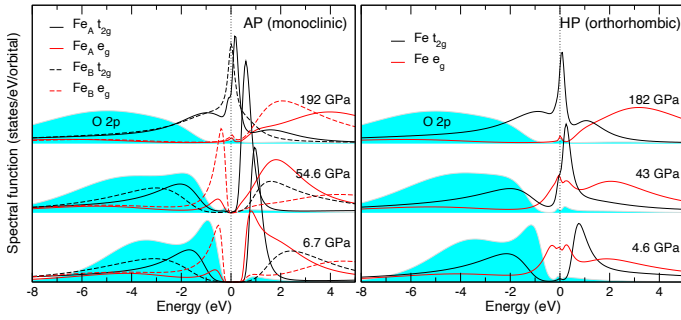 Spectral function (states/eV/orbital)
AP (monoclinic)
Fe_A t_2g
Fe_A e_g
Fe_B t_2g
Fe_B e_g
192 GPa
O 2p
54.6 GPa
6.7 GPa
-8 -6 -4 -2 0 2 4
Energy (eV)
HP (orthorhombic)
Fe t_2g
Fe e_g
182 GPa
O 2p
43 GPa
4.6 GPa
-8 -6 -4 -2 0 2 4
Energy (eV)